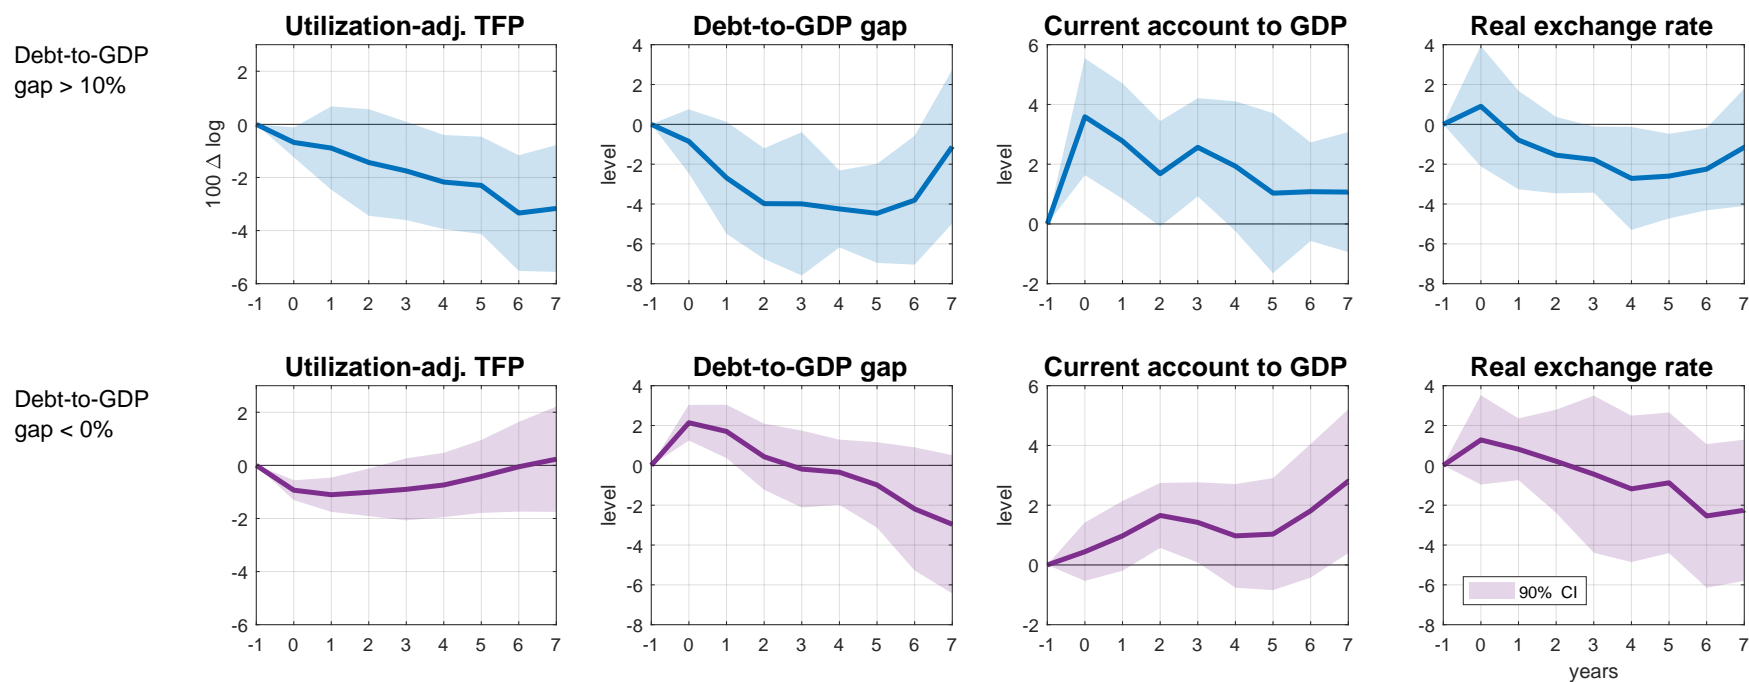 Debt-to-GDP
gap > 10%
Utilization-adj. TFP
100 Δ log
2
0
-2
-4
-6
-1 0 1 2 3 4 5 6 7
Debt-to-GDP gap
level
4
2
0
-2
-4
-6
-8
-1 0 1 2 3 4 5 6 7
Current account to GDP
level
6
4
2
0
-2
-1 0 1 2 3 4 5 6 7
Real exchange rate
4
2
0
-2
-4
-6
-8
-1 0 1 2 3 4 5 6 7
Debt-to-GDP
gap < 0%
Utilization-adj. TFP
2
0
-2
-4
-6
-1 0 1 2 3 4 5 6 7
Debt-to-GDP gap
level
4
2
0
-2
-4
-6
-8
-1 0 1 2 3 4 5 6 7
Current account to GDP
level
6
4
2
0
-2
-1 0 1 2 3 4 5 6 7
Real exchange rate
4
2
0
-2
-4
-6
-8
90% CI
-1 0 1 2 3 4 5 6 7
years